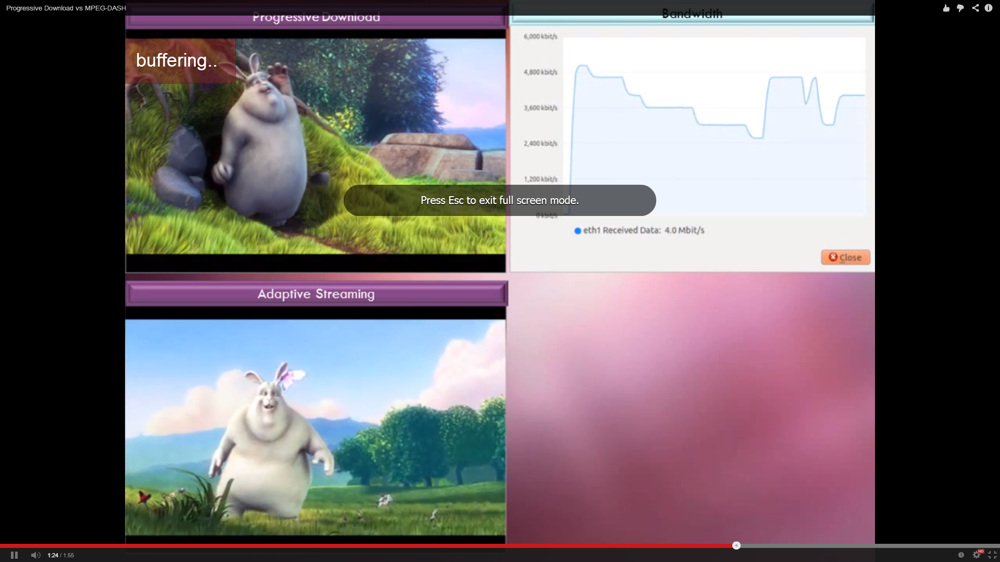 Progressive Download vs MPEG-DASH
Progressive Download
Bandwidth
buffering..
6,000 kbit/s
4,800 kbit/s
3,600 kbit/s
2,400 kbit/s
1,200 kbit/s
0 kbit/s
Press Esc to exit full screen mode.
eth1 Received Data: 4.0 Mbit/s
Close
Adaptive Streaming
1:24 / 1:55
HD